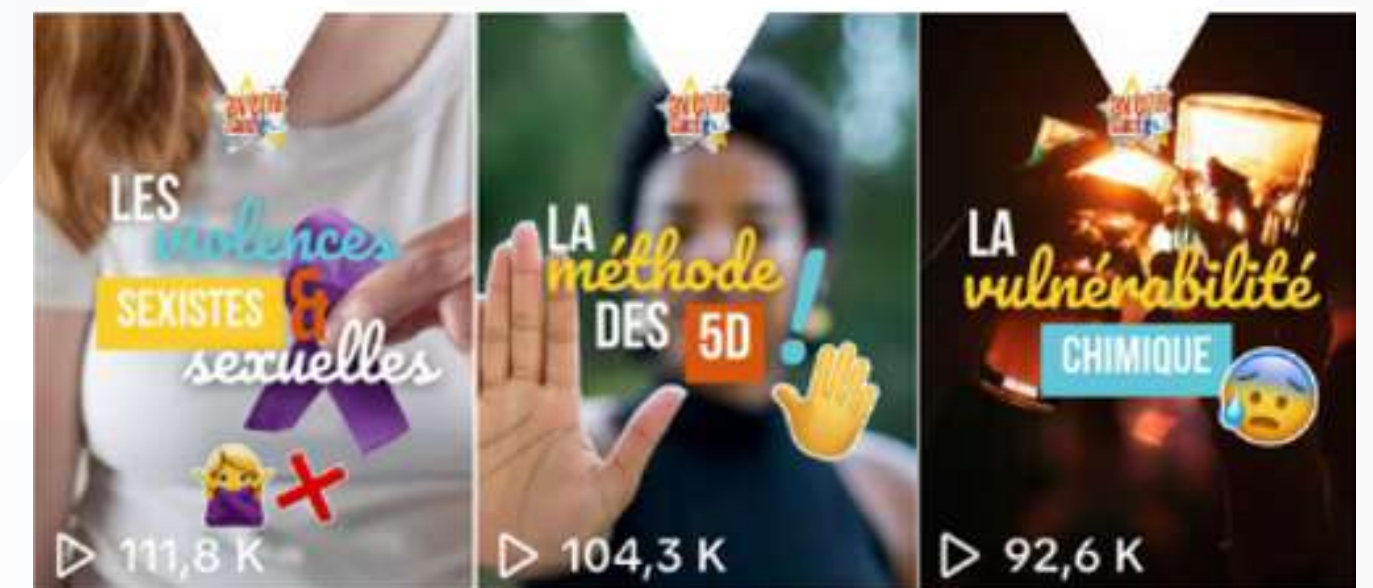 LES
violences
SEXISTES &
sexuelles
111,8 K
LA
méthode
DES 5D !
104,3 K
LA
vulnérabilité
CHIMIQUE
92,6 K